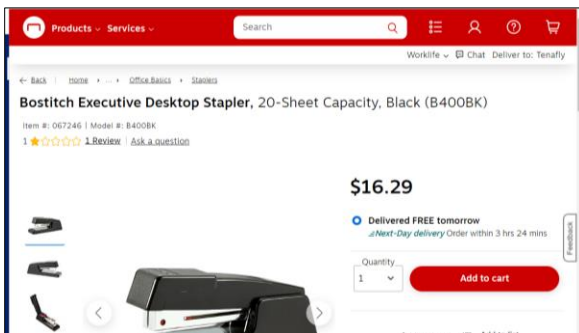 Products Services Search
Worklife Chat Deliver to: Tenafly
← Back | Home › ... › Office Basics › Staplers
Bostitch Executive Desktop Stapler, 20-Sheet Capacity, Black (B400BK)
Item #: 067246 | Model #: B400BK
1 1 Review | Ask a question
$16.29
Delivered FREE tomorrow
Next-Day delivery Order within 3 hrs 24 mins
Feedback
Quantity
1 Add to cart